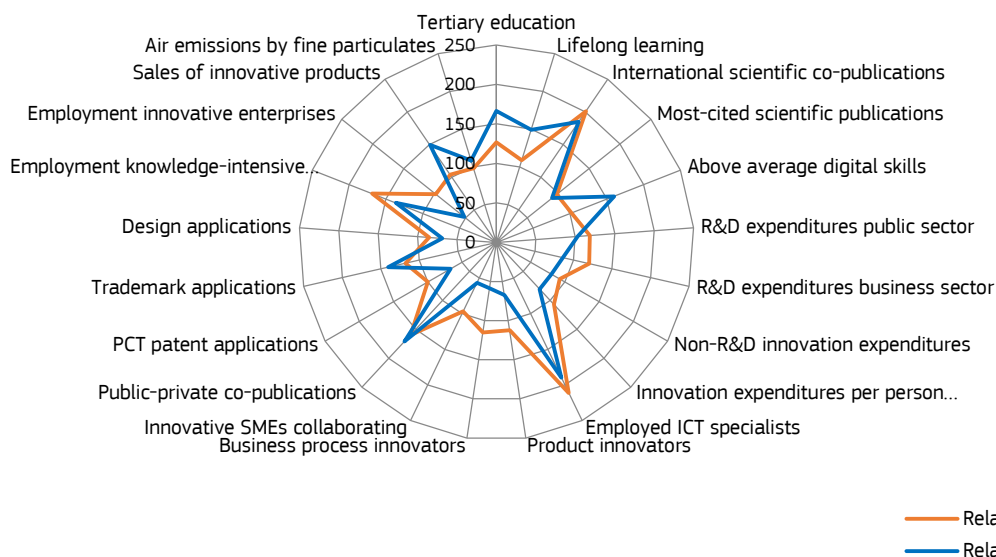 Tertiary education
Lifelong learning
International scientific co-publications
Most-cited scientific publications
Above average digital skills
R&D expenditures public sector
R&D expenditures business sector
Non-R&D innovation expenditures
Innovation expenditures per person...
Employed ICT specialists
Product innovators
Business process innovators
Innovative SMEs collaborating
Public-private co-publications
PCT patent applications
Trademark applications
Design applications
Employment knowledge-intensive...
Employment innovative enterprises
Sales of innovative products
Air emissions by fine particulates
250
200
150
100
50
0
Rela
Rela